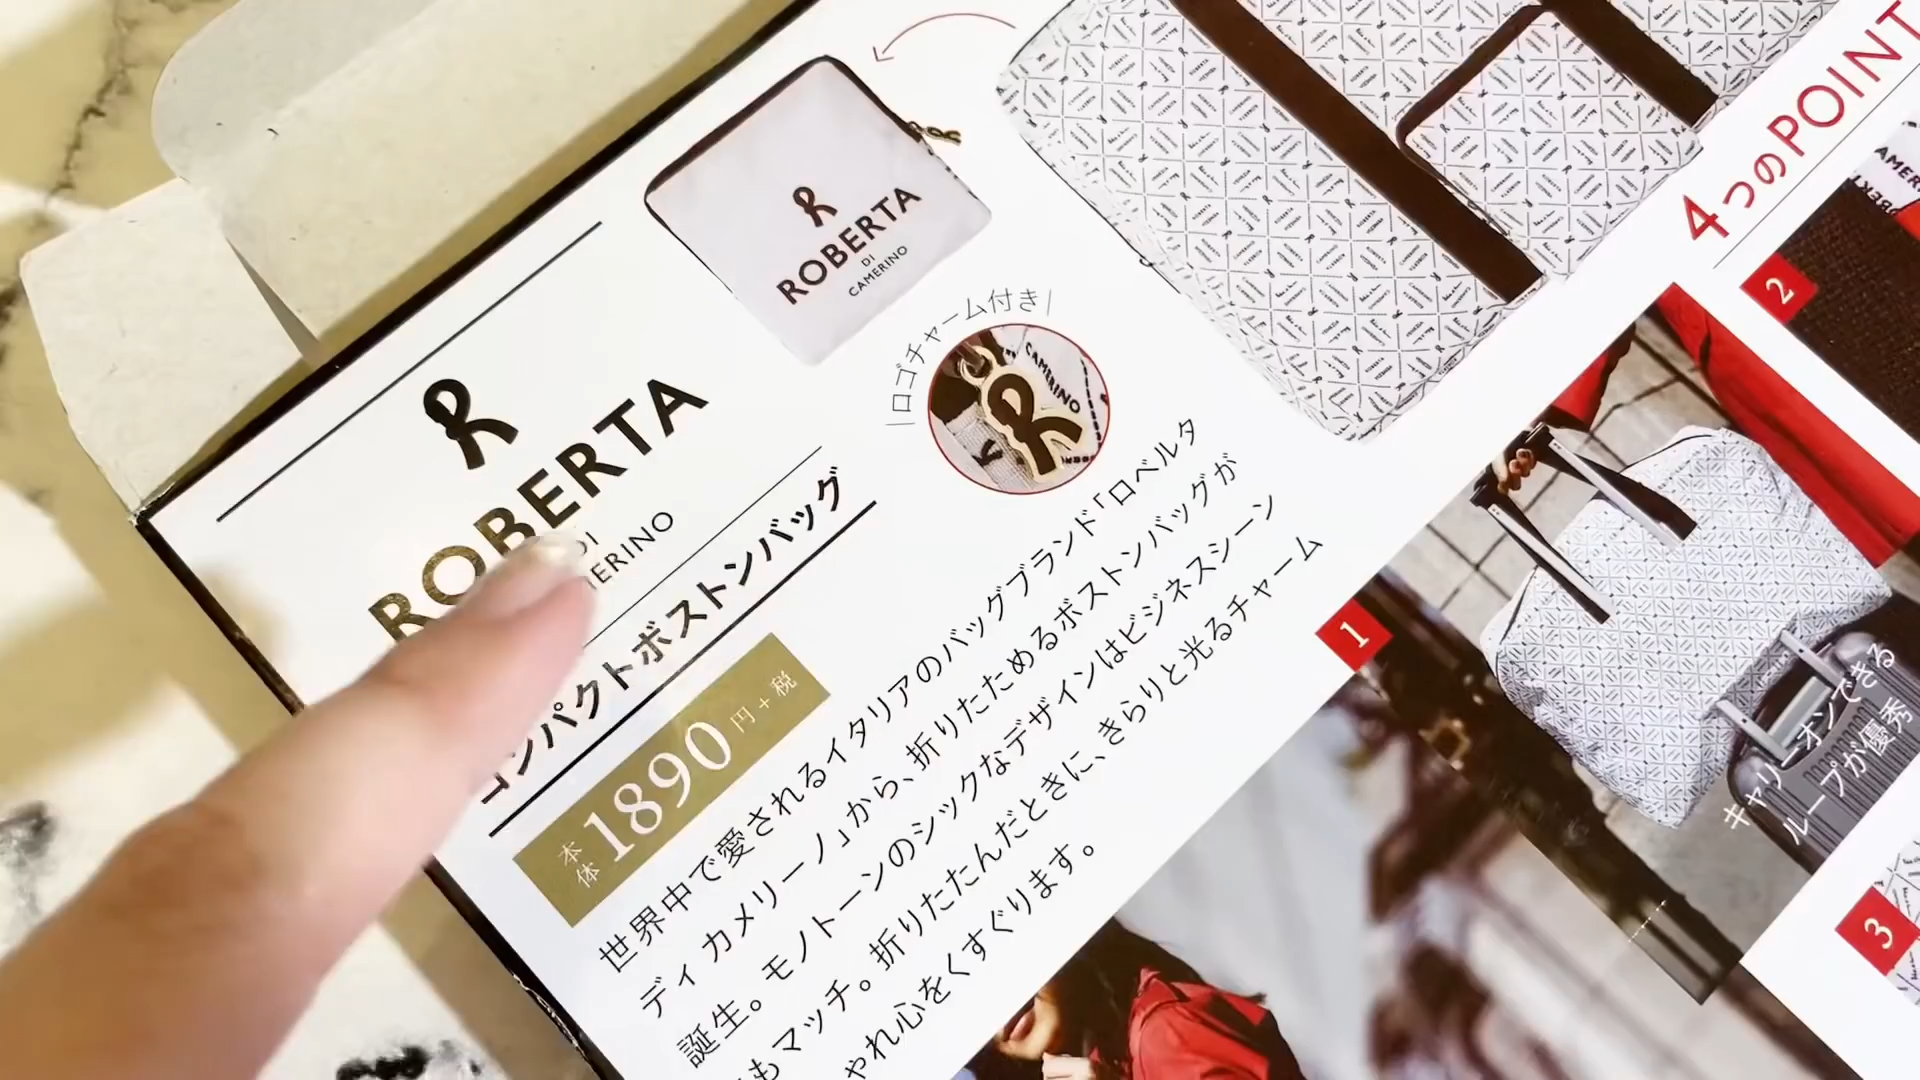 ROBERTA
DI
CAMERINO
コンパクトボストンバッグ
本体1890円+税
世界中で愛されるイタリアのバッグブランド「ロベルタ
ディ カメリーノ」から、折りたためるボストンバッグが
誕生。モノトーンのシックなデザインはビジネスシーン
もマッチ。折りたたんだときに、きらりと光るチャーム
ゃれ心をくすぐります。
R
ROBERTA
DI
CAMERINO
ロゴチャーム付き
R
CAMERINO
4つのPOINT
1
キャリーオンできる
ループが優秀
2
3